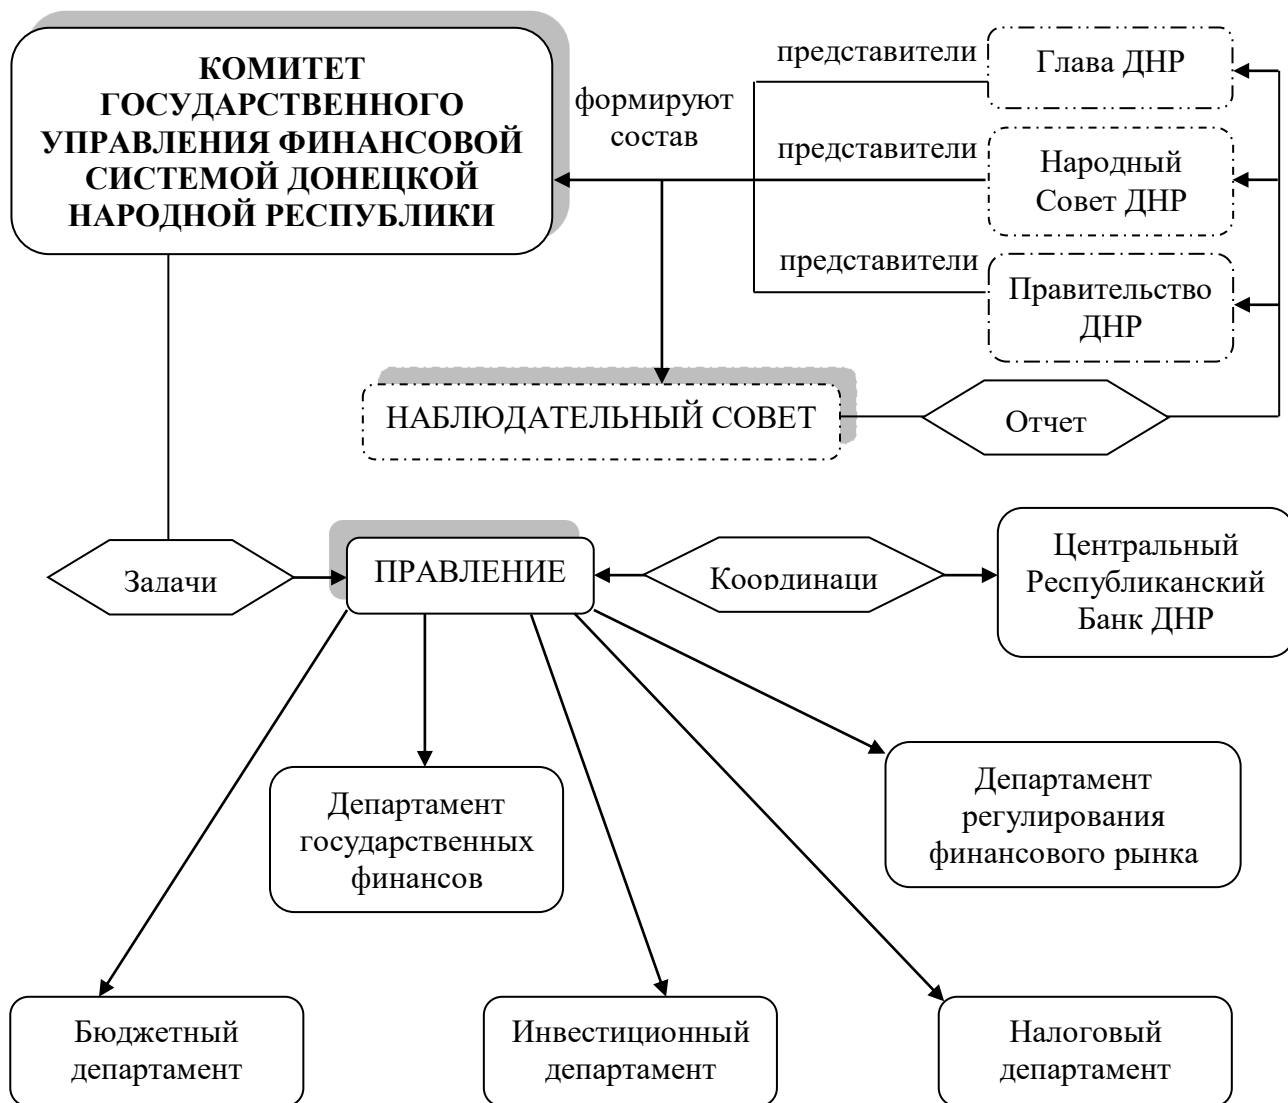 КОМИТЕТ
ГОСУДАРСТВЕННОГО
УПРАВЛЕНИЯ ФИНАНСОВОЙ
СИСТЕМОЙ ДОНЕЦКОЙ
НАРОДНОЙ РЕСПУБЛИКИ
формируют
состав
представители
Глава ДНР
представители
Народный
Совет ДНР
представители
Правительство
ДНР
НАБЛЮДАТЕЛЬНЫЙ СОВЕТ
Отчет
Задачи
ПРАВЛЕНИЕ
Координаци
Центральный
Республиканский
Банк ДНР
Департамент
государственных
финансов
Департамент
регулирования
финансового рынка
Бюджетный
департамент
Инвестиционный
департамент
Налоговый
департамент